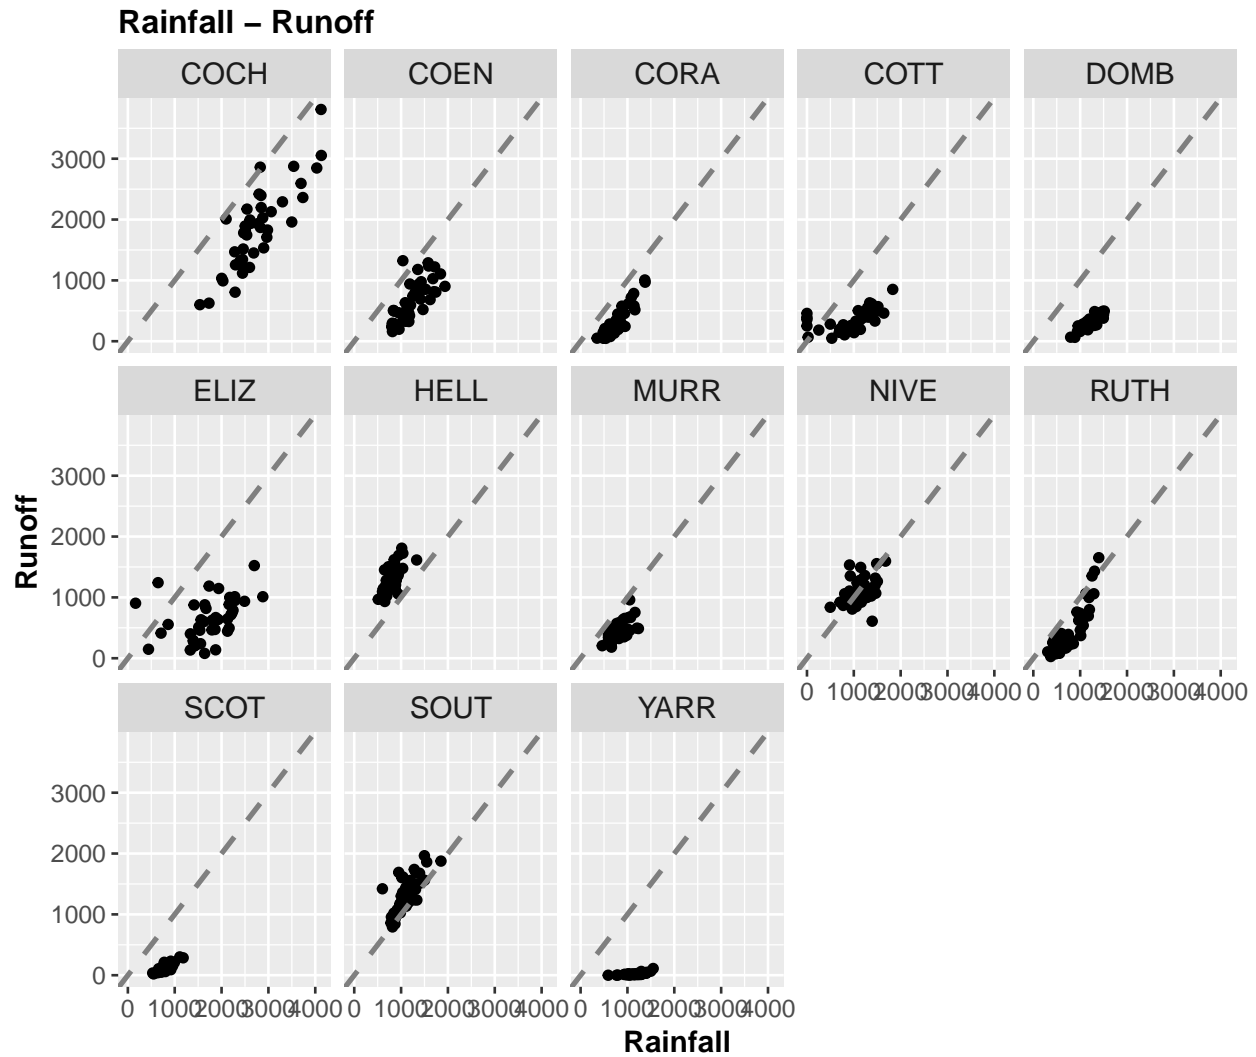 Rainfall – Runoff
COCH COEN CORA COTT DOMB
3000
2000
1000
0
ELIZ HELL MURR NIVE RUTH
3000
2000
1000
0
0 1000 2000 3000 4000 0 1000 2000 3000 4000
SCOT SOUT YARR
3000
2000
1000
0
0 1000 2000 3000 4000 0 1000 2000 3000 4000 0 1000 2000 3000 4000
Runoff
Rainfall